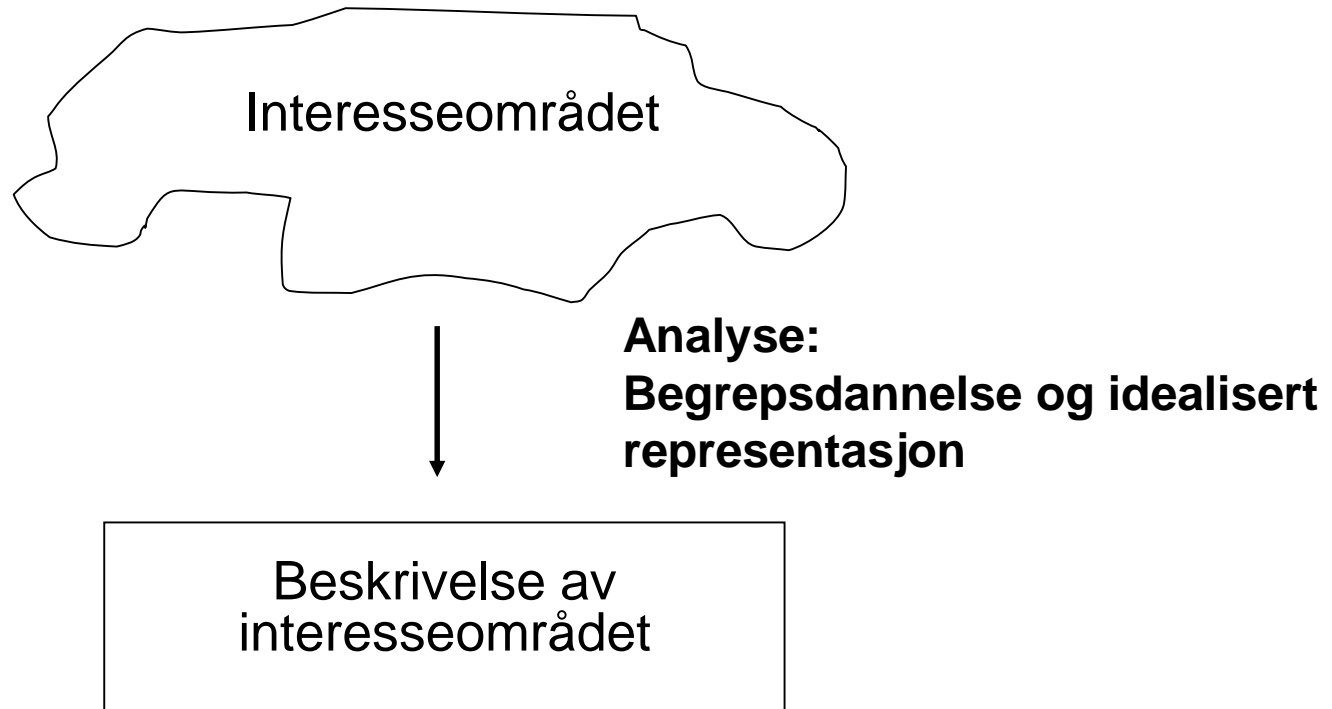 Interesseområdet
Analyse:
Begrepsdannelse og idealisert
representasjon
Beskrivelse av
interesseområdet